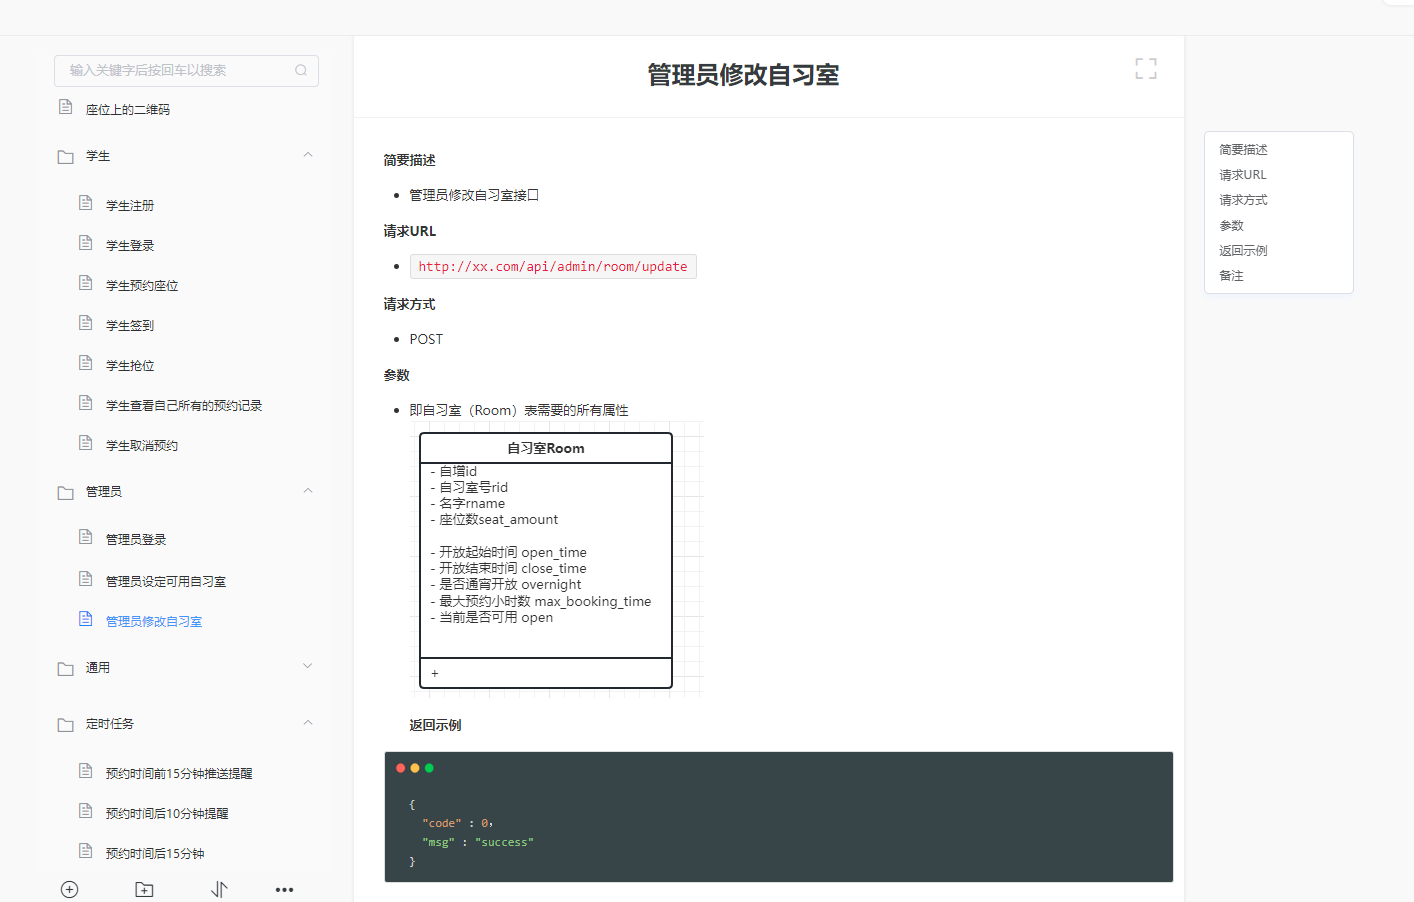 输入关键字后按回车以搜索
座位上的二维码
学生
学生注册
学生登录
学生预约座位
学生签到
学生抢位
学生查看自己所有的预约记录
学生取消预约
管理员
管理员登录
管理员设定可用自习室
管理员修改自习室
通用
定时任务
预约时间前15分钟推送提醒
预约时间后10分钟提醒
预约时间后15分钟
管理员修改自习室
简要描述
管理员修改自习室接口
请求URL
http://xx.com/api/admin/room/update
请求方式
POST
参数
即自习室（Room）表需要的所有属性
自习室Room
- 自增id
- 自习室号rid
- 名字rname
- 座位数seat_amount
- 开放起始时间 open_time
- 开放结束时间 close_time
- 是否通宵开放 overnight
- 最大预约小时数 max_booking_time
- 当前是否可用 open
+
返回示例
{
"code" : 0,
"msg" : "success"
}
简要描述
请求URL
请求方式
参数
返回示例
备注